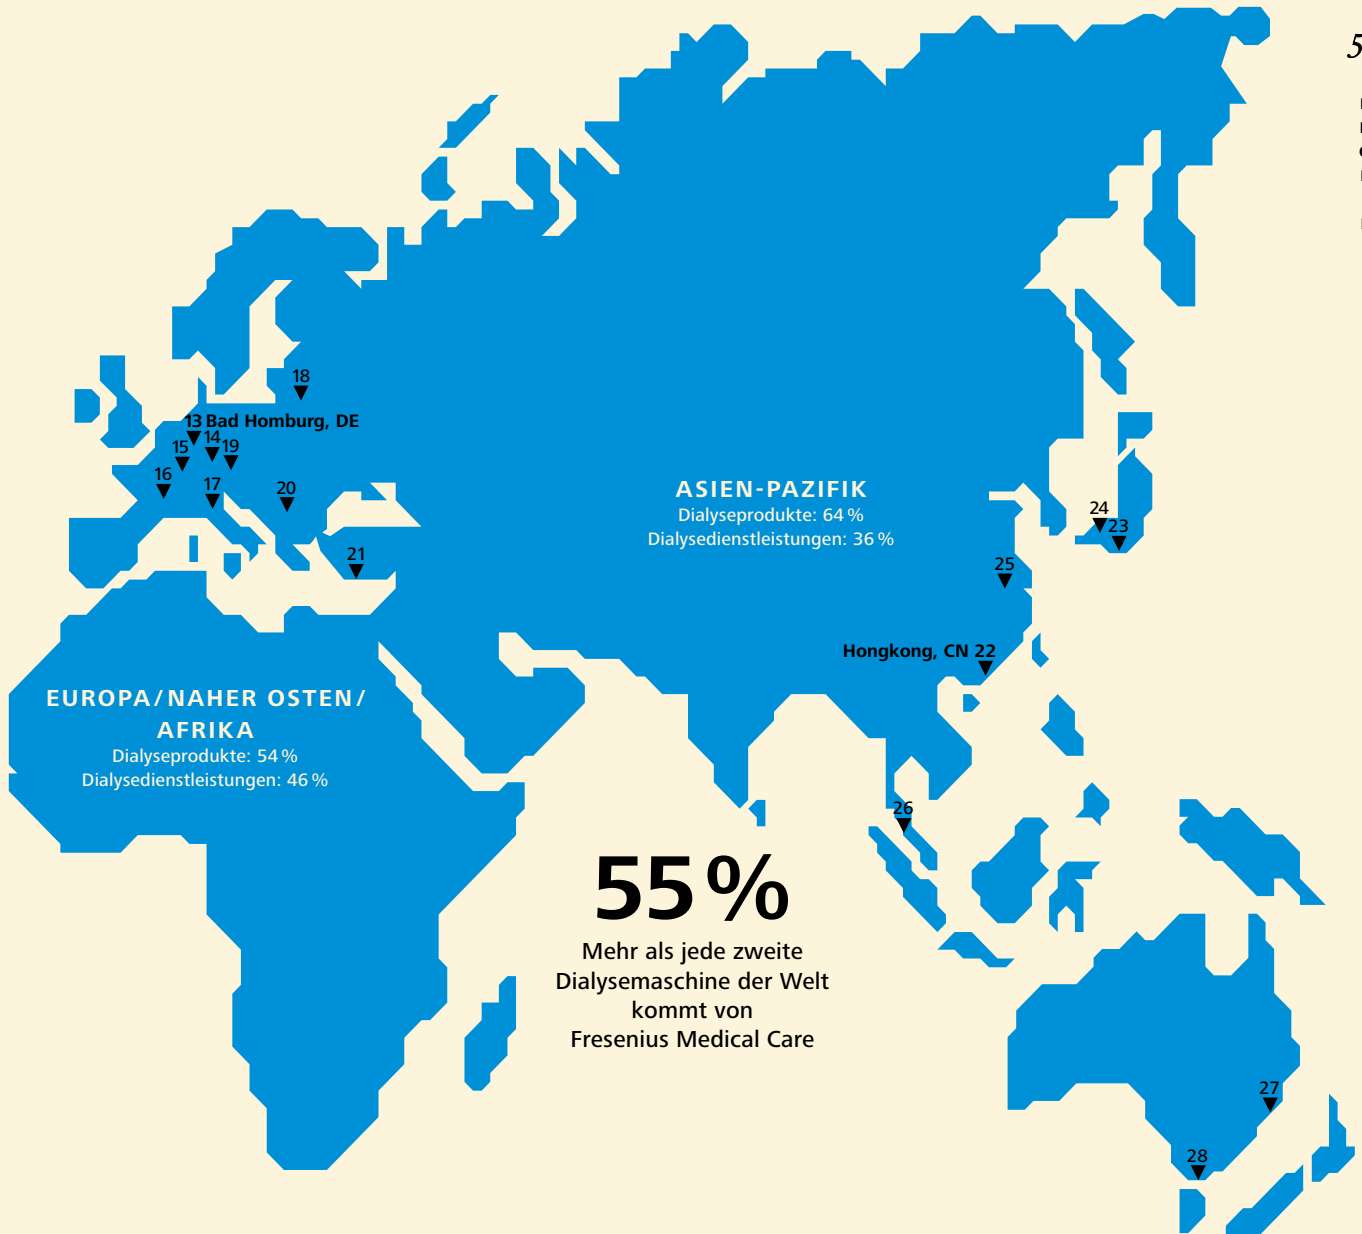 5
18
13 Bad Homburg, DE
14
19
15
16
17
20
21
ASIEN-PAZIFIK
Dialyseprodukte: 64 %
Dialysedienstleistungen: 36 %
24
23
25
Hongkong, CN 22
EUROPA/NAHER OSTEN/
AFRIKA
Dialyseprodukte: 54 %
Dialysedienstleistungen: 46 %
26
55 %
Mehr als jede zweite
Dialysemaschine der Welt
kommt von
Fresenius Medical Care
27
28